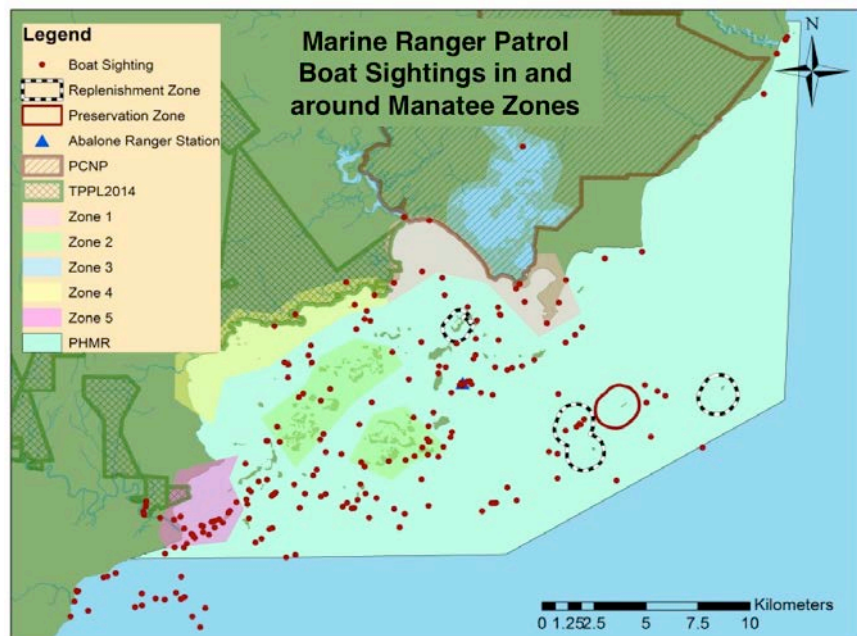 Legend
Boat Sighting
Replenishment Zone
Preservation Zone
Abalone Ranger Station
PCNP
TPPL2014
Zone 1
Zone 2
Zone 3
Zone 4
Zone 5
PHMR
Marine Ranger Patrol
Boat Sightings in and
around Manatee Zones
N
Kilometers
0 1.252.5 5 7.5 10